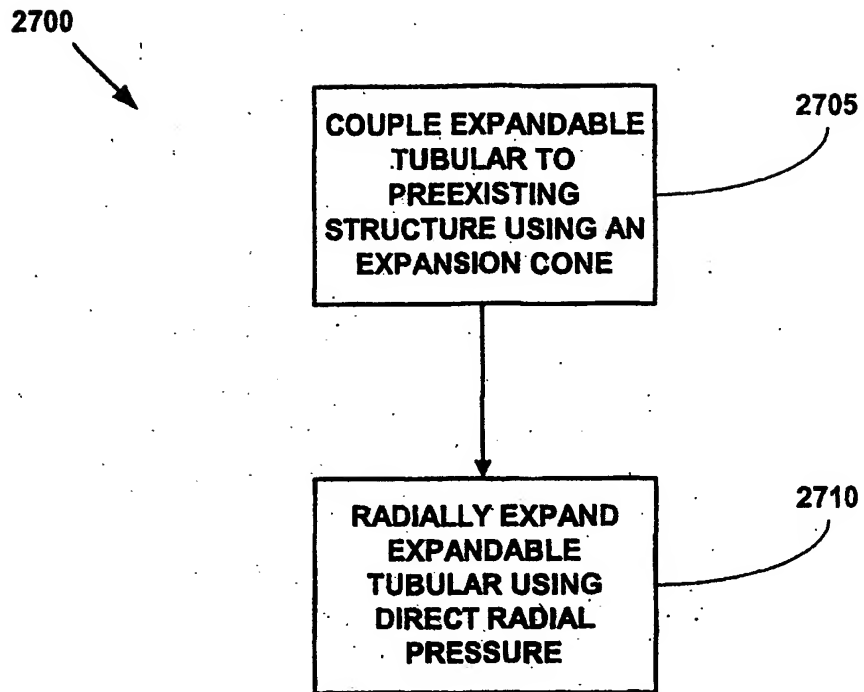 2700
COUPLE EXPANDABLE
TUBULAR TO
PREEXISTING
STRUCTURE USING AN
EXPANSION CONE
2705
RADIALLY EXPAND
EXPANDABLE
TUBULAR USING
DIRECT RADIAL
PRESSURE
2710